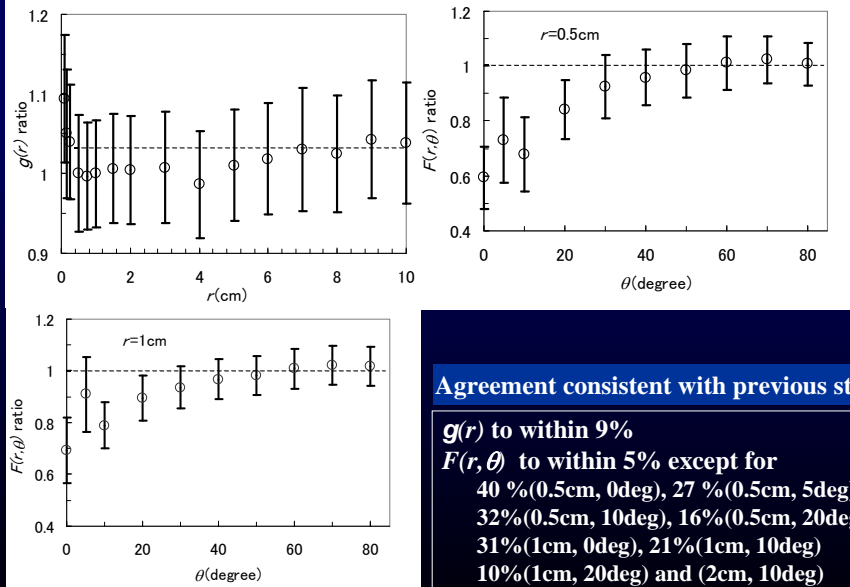 1.2
1.1
1
0.9
g(r) ratio
0 2 4 6 8 10
r(cm)
1.2
1.0
0.8
0.6
0.4
F(r,θ) ratio
r=0.5cm
0 20 40 60 80
θ(degree)
1.2
1
0.8
0.6
0.4
F(r,θ) ratio
r=1cm
0 20 40 60 80
θ(degree)
Agreement consistent with previous st
g(r) to within 9%
F(r,θ) to within 5% except for
40 %(0.5cm, 0deg), 27 %(0.5cm, 5deg)
32%(0.5cm, 10deg), 16%(0.5cm, 20de
31%(1cm, 0deg), 21%(1cm, 10deg)
10%(1cm, 20deg) and (2cm, 10deg)